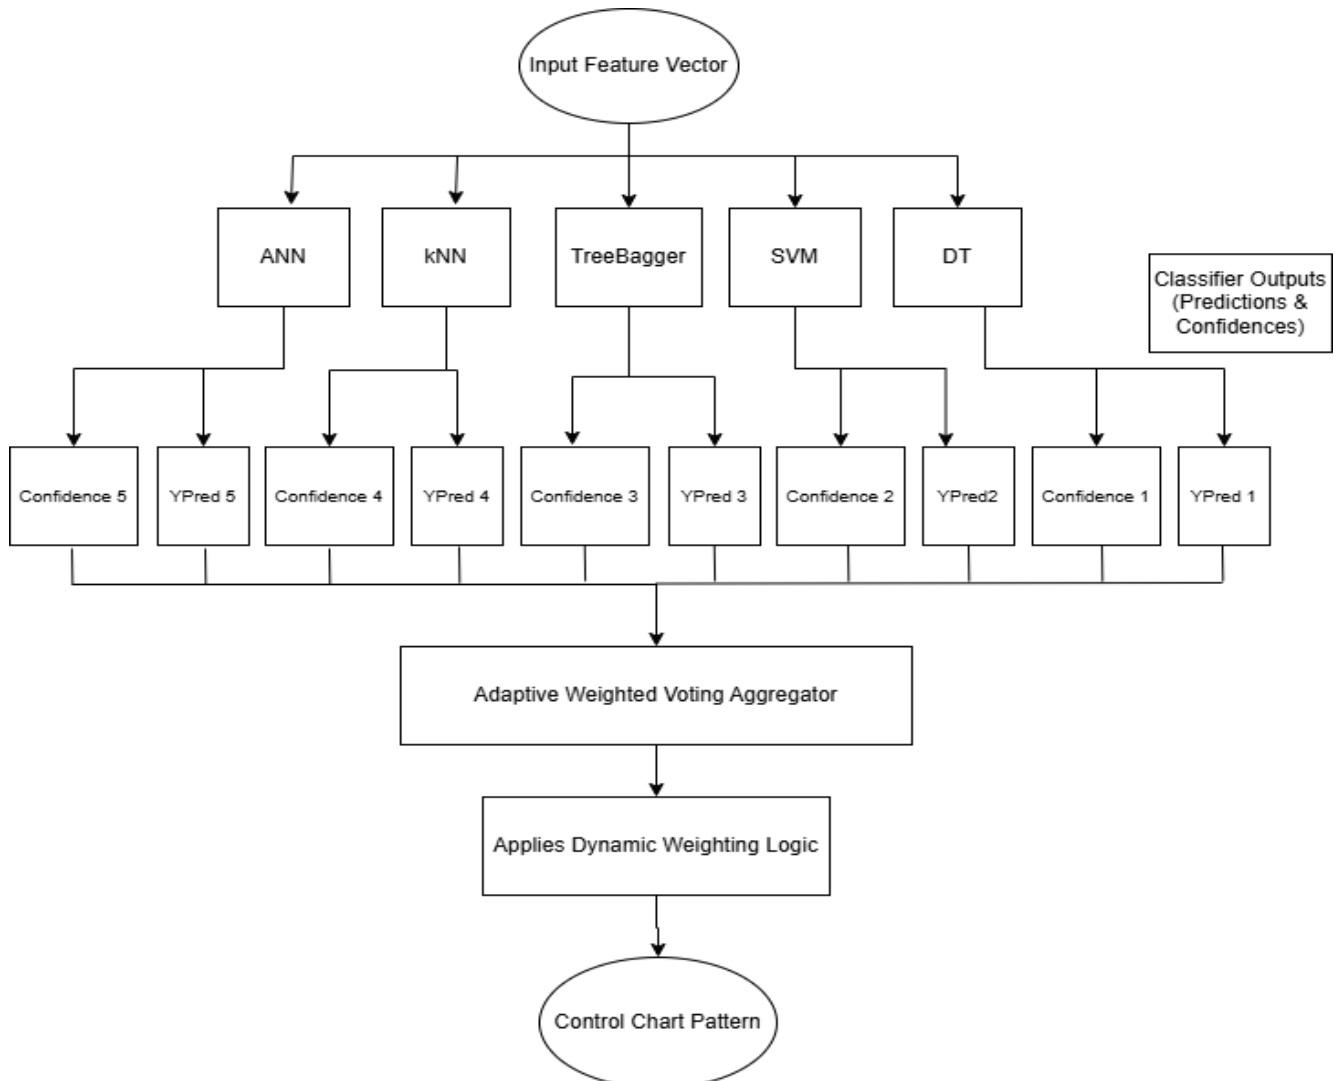 Input Feature Vector
ANN
kNN
TreeBagger
SVM
DT
Classifier Outputs
(Predictions &
Confidences)
Confidence 5
YPred 5
Confidence 4
YPred 4
Confidence 3
YPred 3
Confidence 2
YPred2
Confidence 1
YPred 1
Adaptive Weighted Voting Aggregator
Applies Dynamic Weighting Logic
Control Chart Pattern